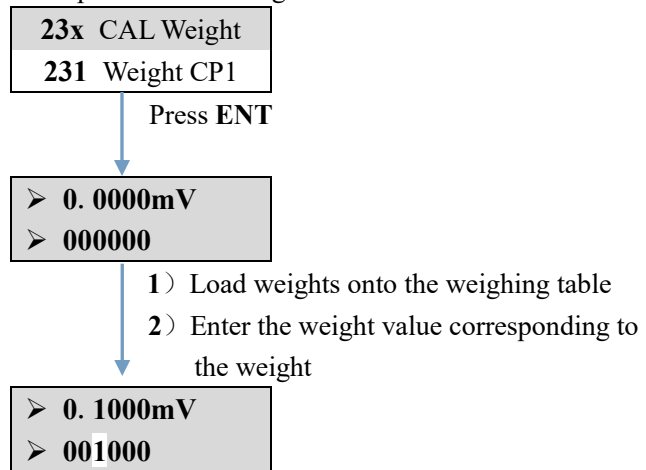 23x CAL Weight
231 Weight CP1
Press ENT
➢ 0. 0000mV
➢ 000000
1）Load weights onto the weighing table
2）Enter the weight value corresponding to
the weight
➢ 0. 1000mV
➢ 001000